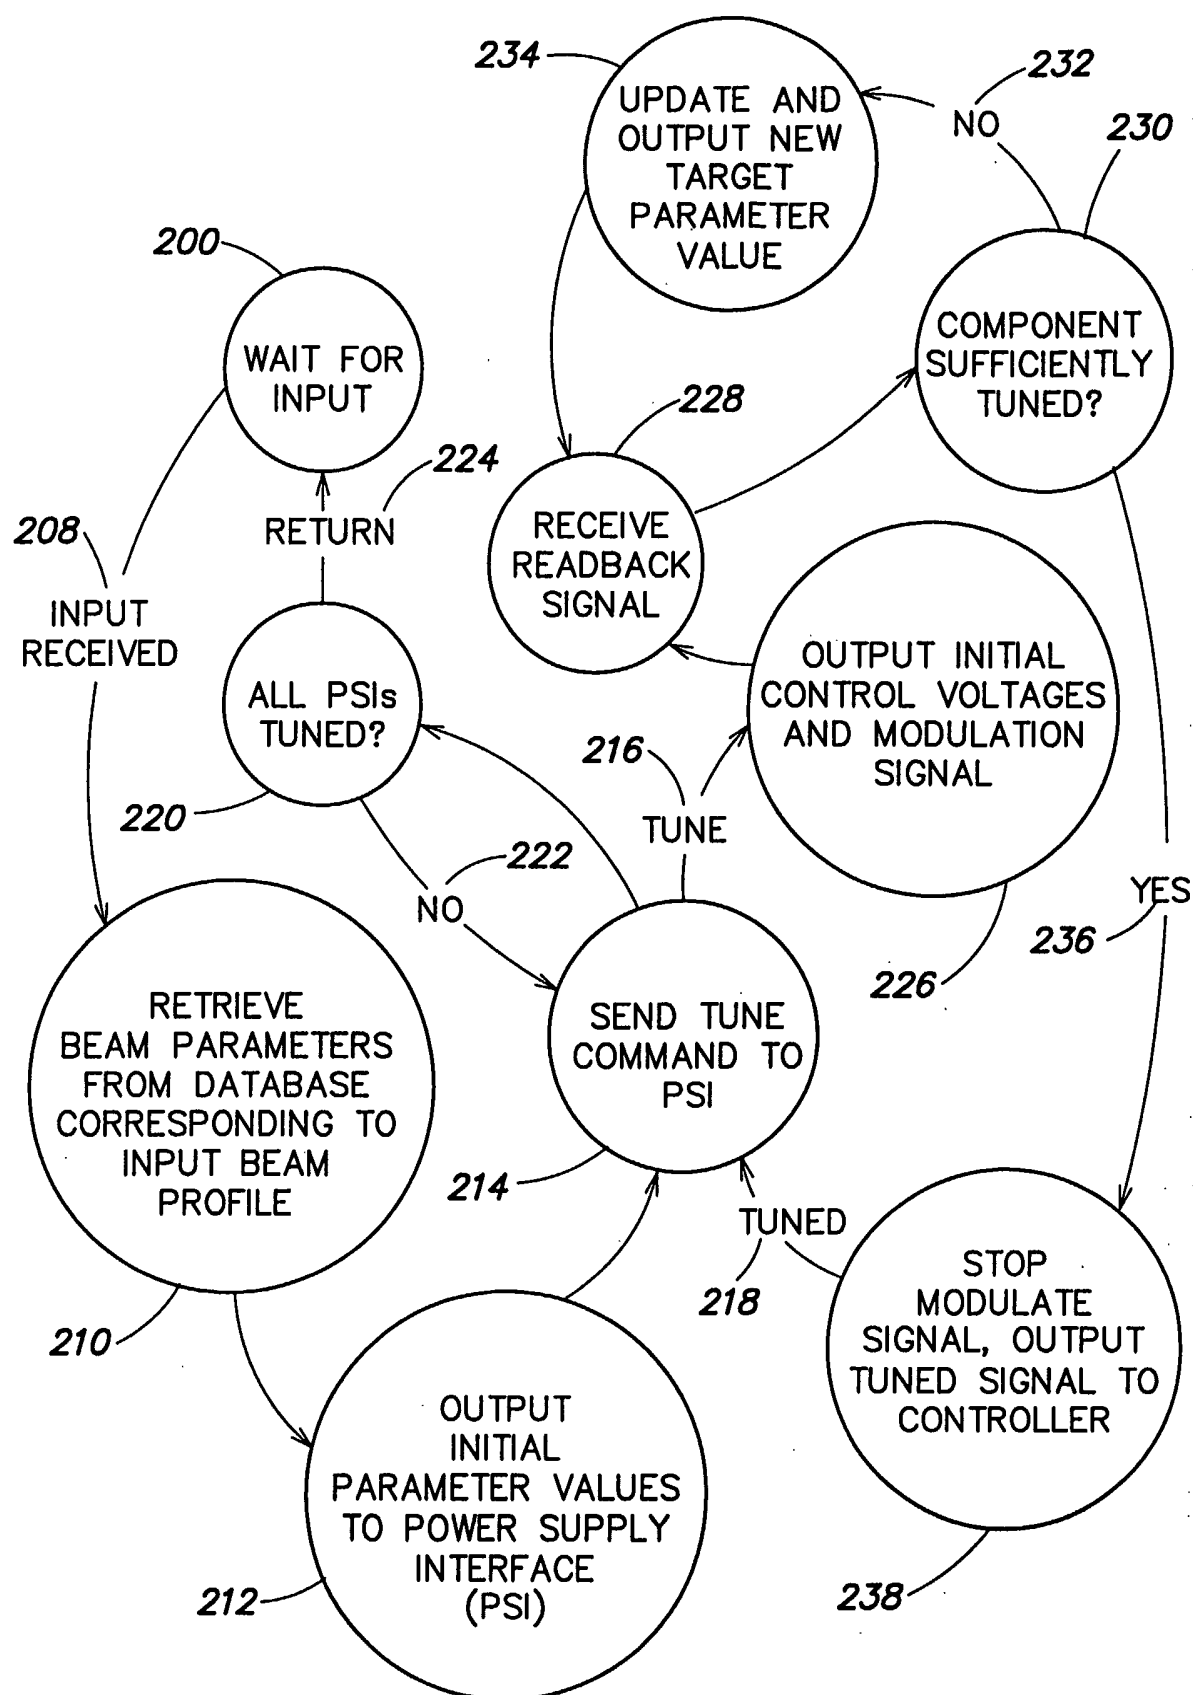 234
UPDATE AND
OUTPUT NEW
TARGET
PARAMETER
VALUE
232
NO
230
COMPONENT
SUFFICIENTLY
TUNED?
200
WAIT FOR
INPUT
224
RETURN
228
RECEIVE
READBACK
SIGNAL
208
INPUT
RECEIVED
ALL PSIs
TUNED?
220
222
NO
216
TUNE
OUTPUT INITIAL
CONTROL VOLTAGES
AND MODULATION
SIGNAL
226
YES
236
RETRIEVE
BEAM PARAMETERS
FROM DATABASE
CORRESPONDING TO
INPUT BEAM
PROFILE
210
SEND TUNE
COMMAND TO
PSI
214
TUNED
218
STOP
MODULATE
SIGNAL, OUTPUT
TUNED SIGNAL TO
CONTROLLER
238
OUTPUT
INITIAL
PARAMETER VALUES
TO POWER SUPPLY
INTERFACE
(PSI)
212